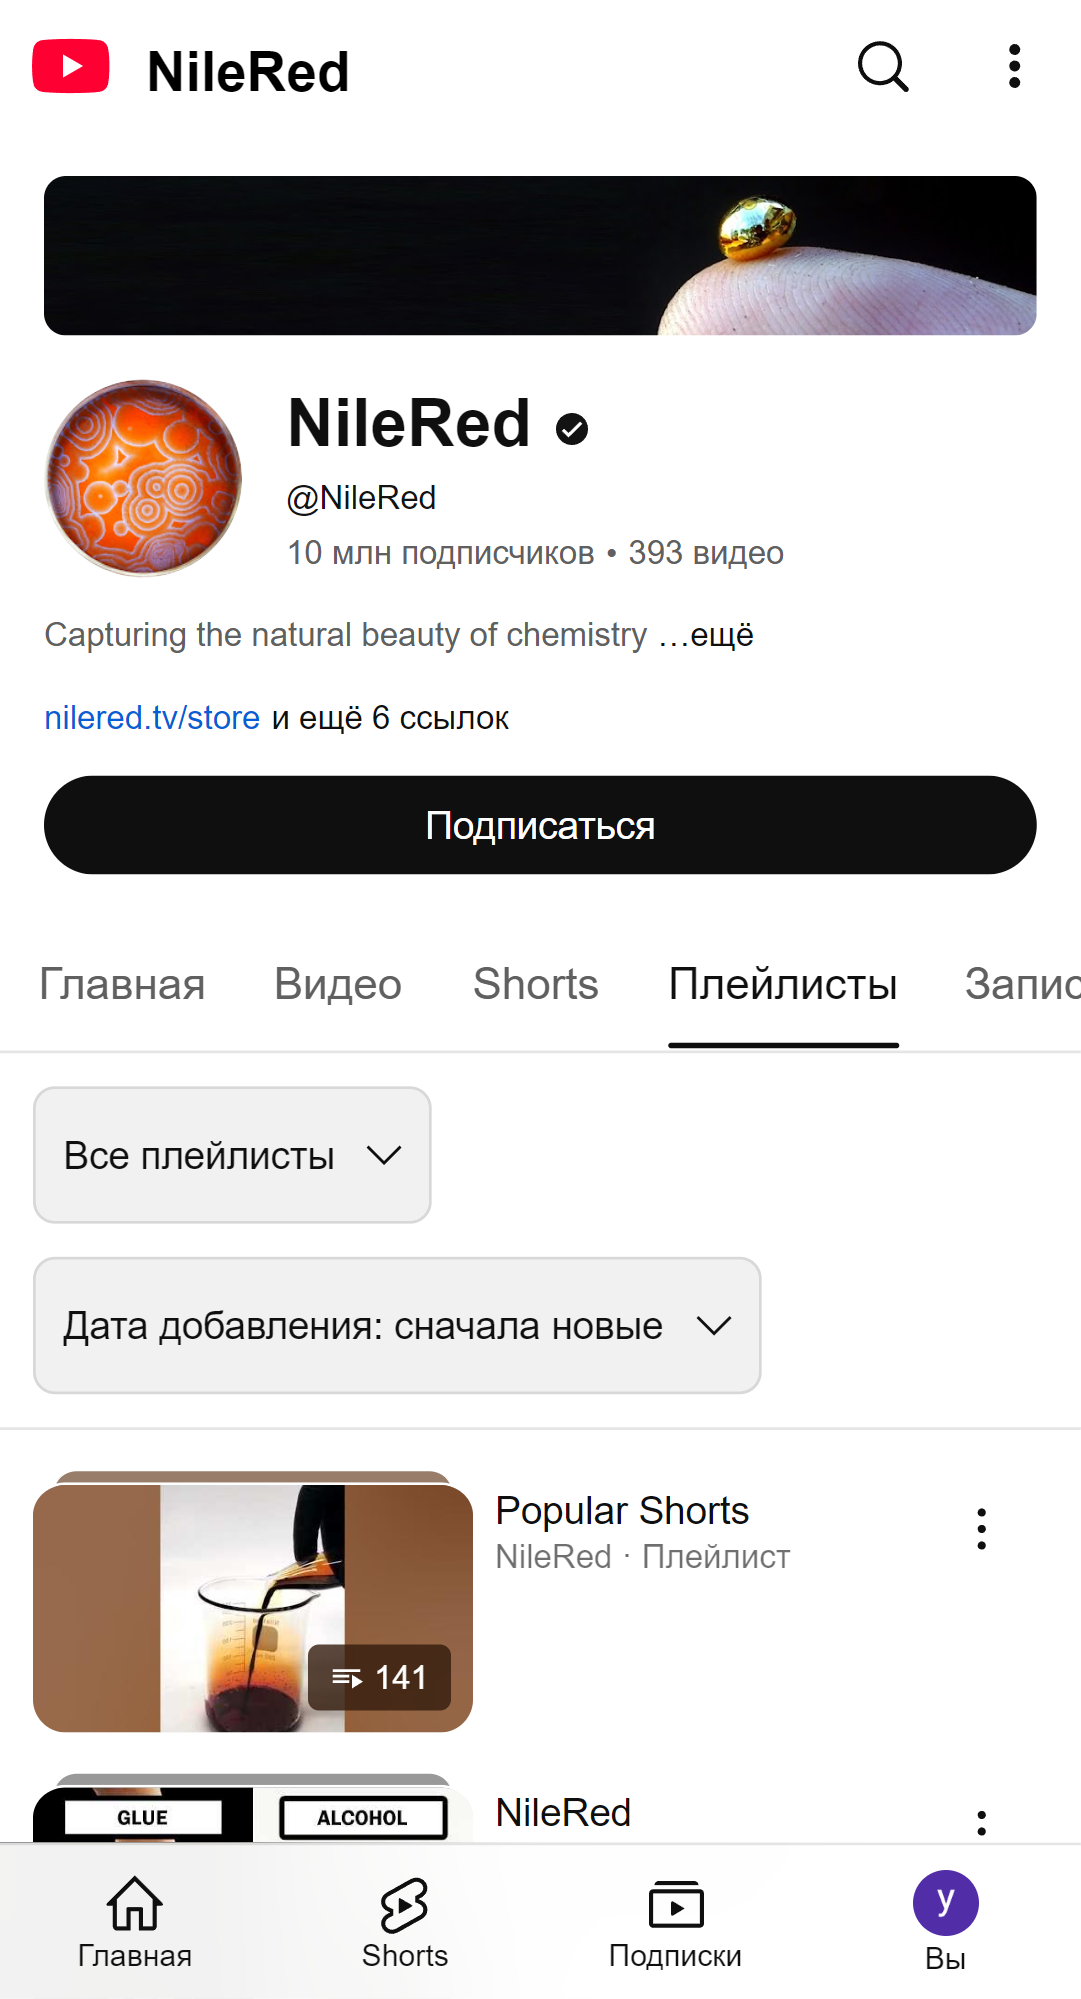 NileRed
NileRed
@NileRed
10 млн подписчиков • 393 видео
Capturing the natural beauty of chemistry ...ещё
nilered.tv/store и ещё 6 ссылок
Подписаться
Главная Видео Shorts Плейлисты Запис
Все плейлисты
Дата добавления: сначала новые
Popular Shorts
NileRed · Плейлист
141
GLUE ALCOHOL
NileRed
Главная Shorts Подписки Вы
У